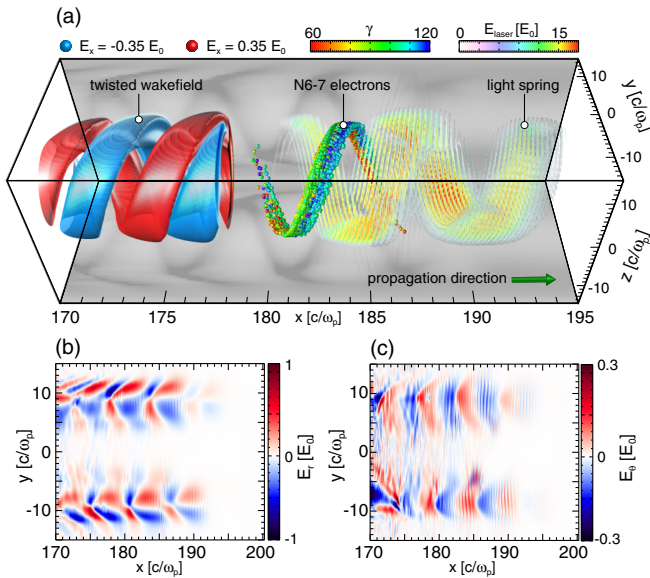 (a)
E_x = -0.35 E_0
E_x = 0.35 E_0
60 γ 120
E_laser [E_0] 15
twisted wakefield
N6-7 electrons
light spring
10
0
-10
y [c/ω_p]
10
0
-10
z [c/ω_p]
propagation direction
170 175 180 185 190 195
x [c/ω_p]
(b)
1
10
0
-10
y [c/ω_p]
E_r [E_0]
-1
170 180 190 200
x [c/ω_p]
(c)
0.3
10
0
-10
y [c/ω_p]
E_θ [E_0]
-0.3
170 180 190 200
x [c/ω_p]